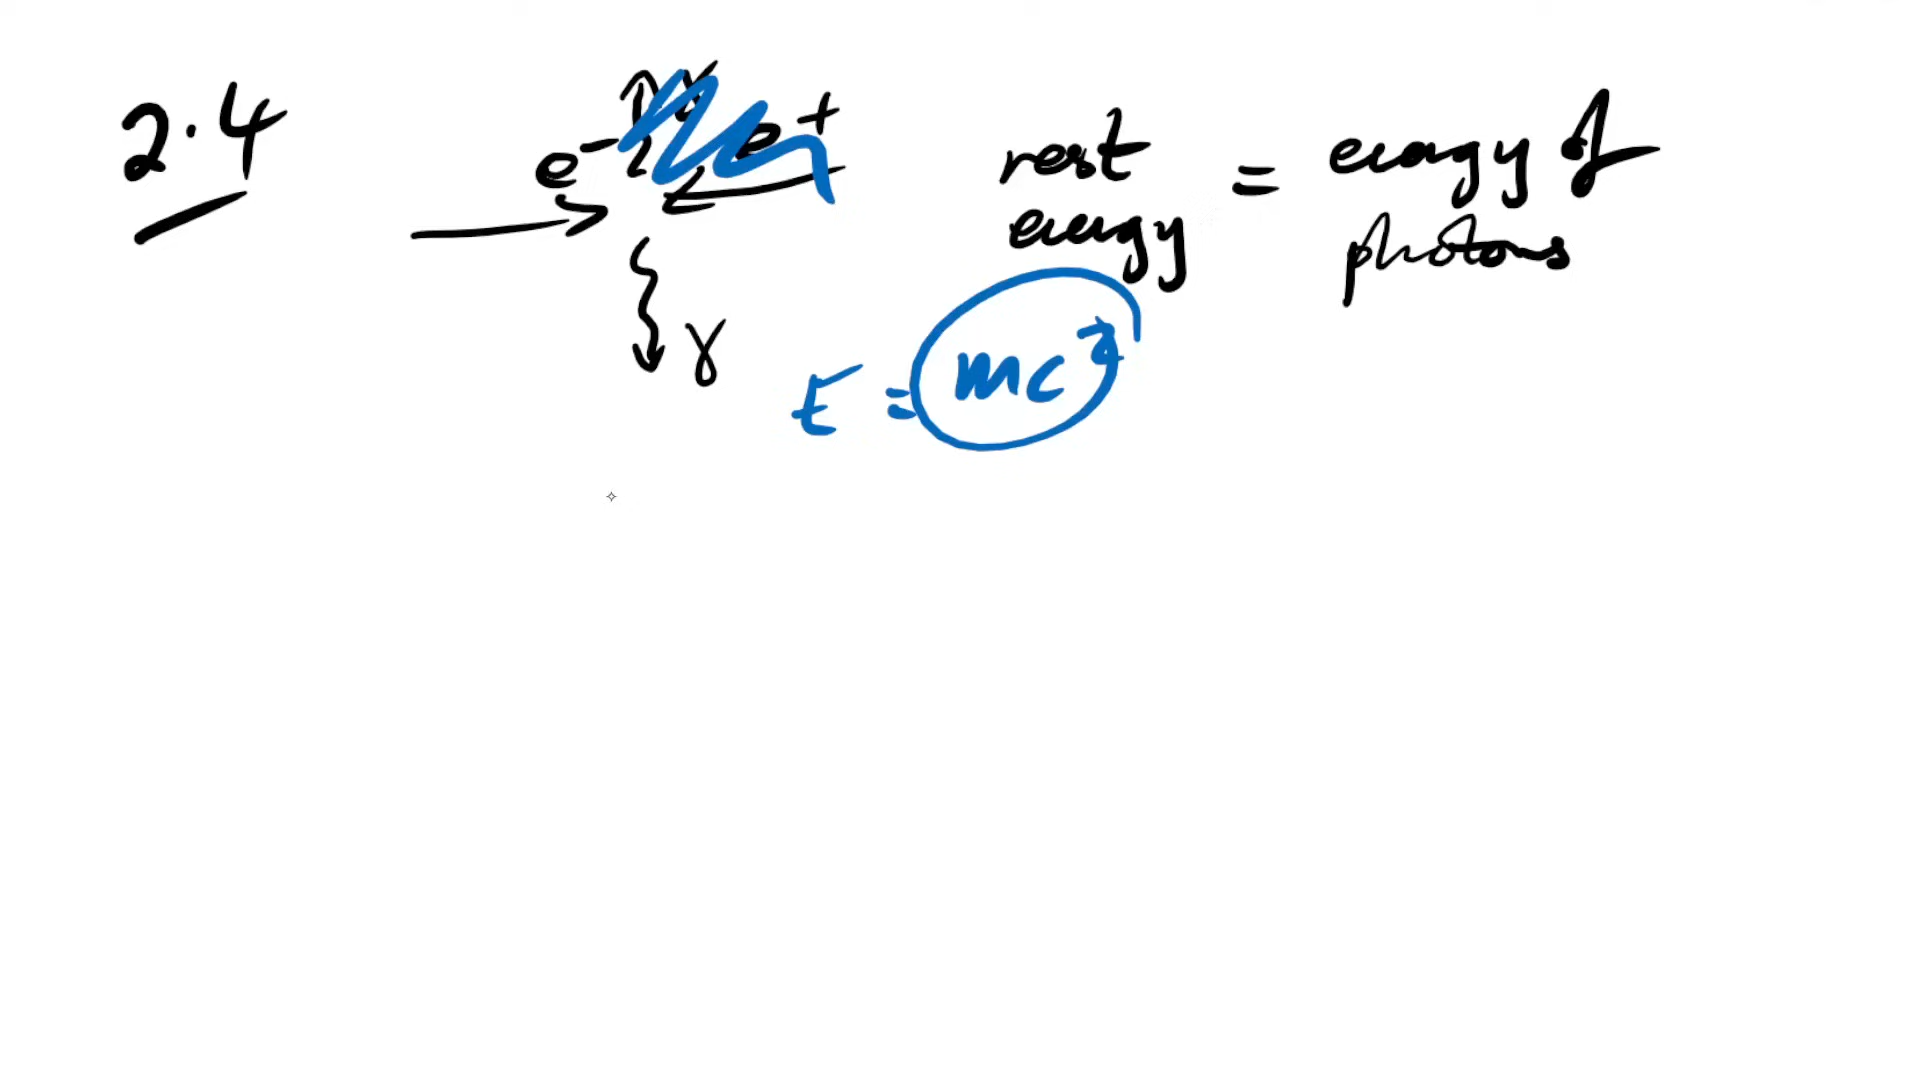 2.4
e⁻ γ e⁺
γ
rest
energy
= energy of
photons
E = mc²